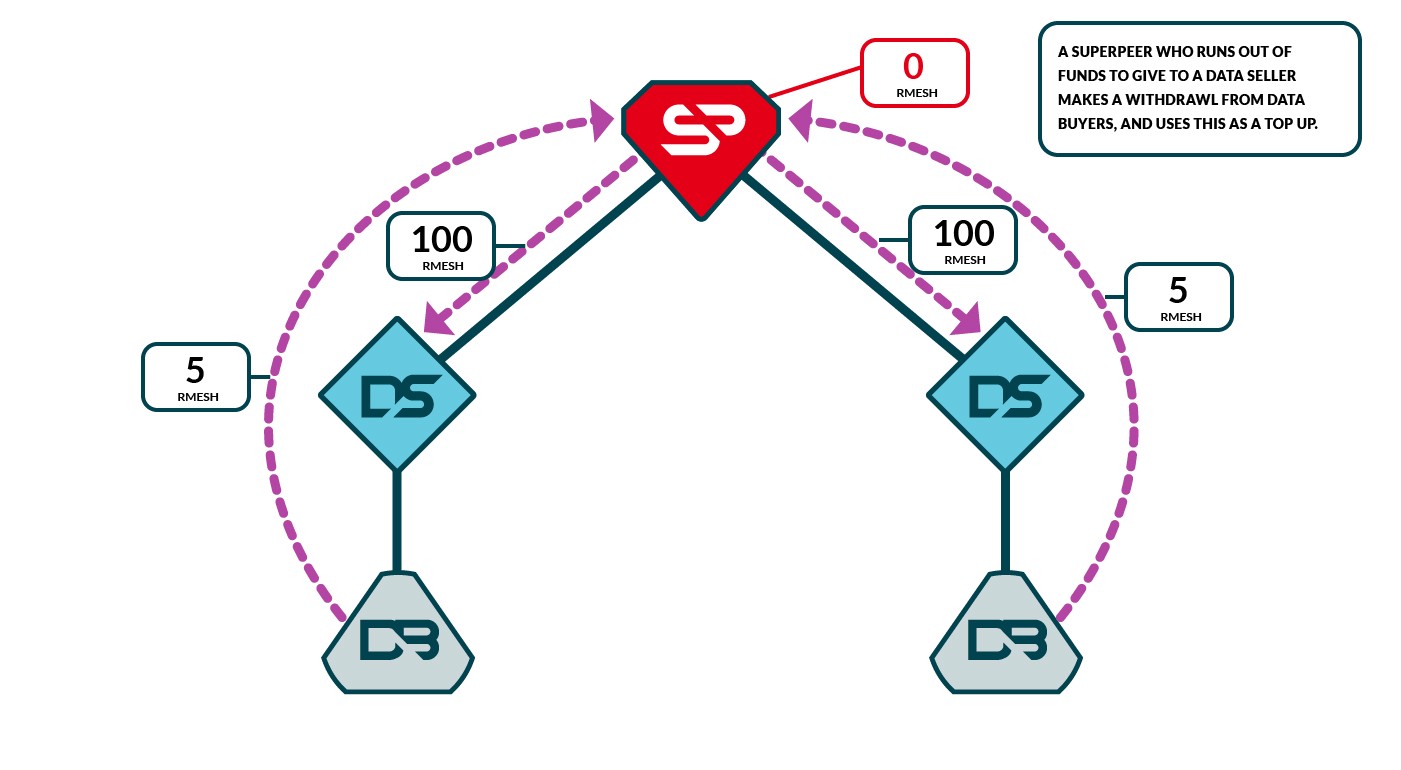 0
RMESH
A SUPERPEER WHO RUNS OUT OF
FUNDS TO GIVE TO A DATA SELLER
MAKES A WITHDRAWL FROM DATA
BUYERS, AND USES THIS AS A TOP UP.
SP
100
RMESH
100
RMESH
5
RMESH
5
RMESH
DS
DS
DB
DB